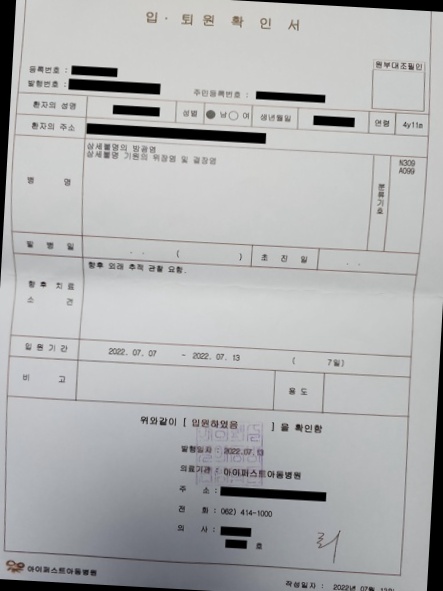 입 · 퇴 원 확 인 서
원부대조필인
등록번호 :
발행번호 :
주민등록번호 :
환자의 성명 성별 남 여 생년월일 연령 4y11m
환자의 주소
병 명
상세불명의 방광염
상세불명 기원의 위장염 및 결장염
분류기호
N309
A099
발 병 일 . . ( ) 초 진 일 . .
향후 치료 소 견
향후 외래 추적 관찰 요함.
입원기간 2022. 07. 07 - 2022. 07. 13 ( 7일)
비 고 용 도
위와같이 [ 입원하였음 ] 을 확인함
발행일자 : 2022.07.
의료기관 : 아이퍼스트아동병원
주 소 :
전 화 : 062) 414-1000
의 사 :
호
아이퍼스트아동병원
작성일자 : 2022년 07월